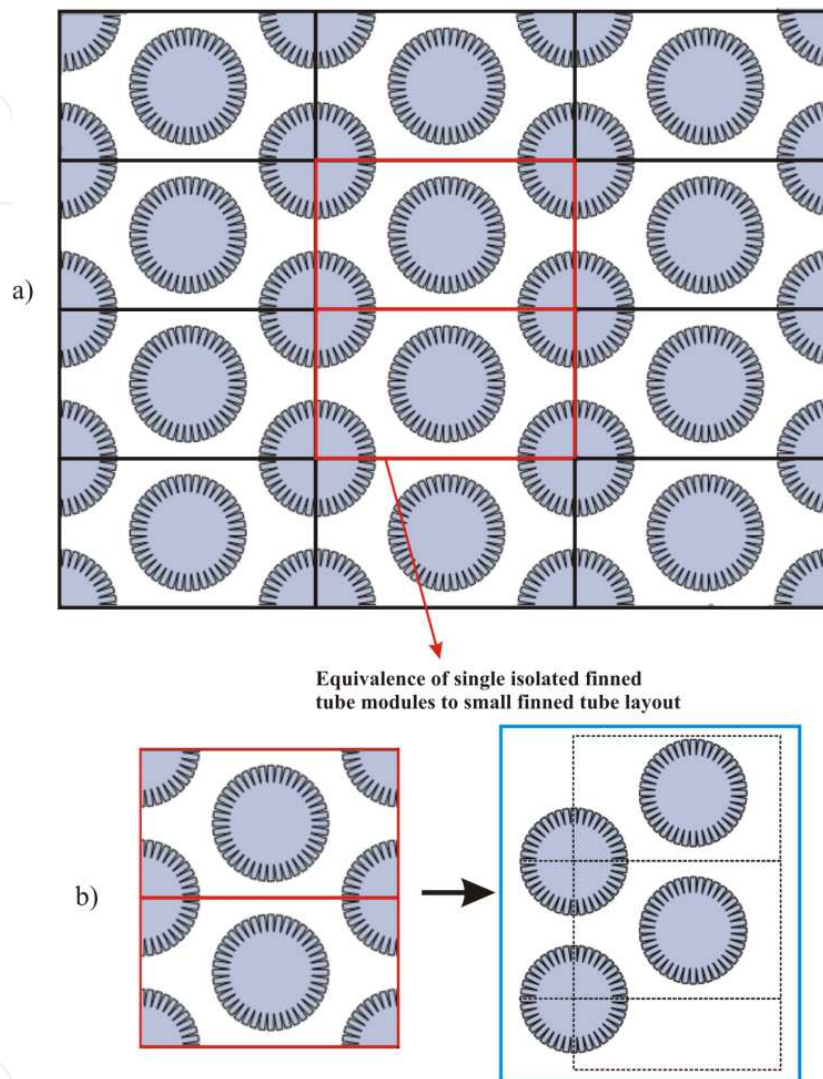 a)
Equivalence of single isolated finned
tube modules to small finned tube layout
b)